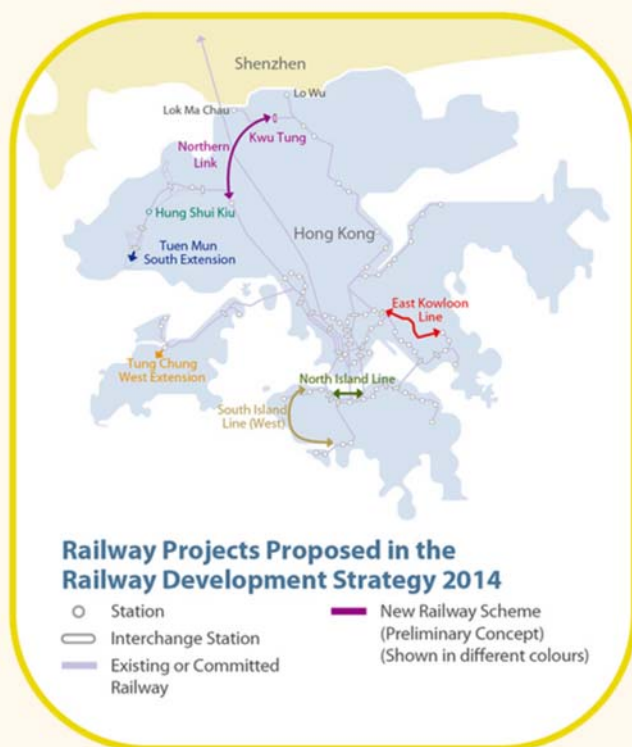 Shenzhen
Lo Wu
Lok Ma Chau
Kwu Tung
Northern
Link
Hung Shui Kiu
Hong Kong
Tuen Mun
South Extension
East Kowloon
Line
Tung Chung
West Extension
North Island Line
South Island
Line (West)
Railway Projects Proposed in the
Railway Development Strategy 2014
Station
Interchange Station
Existing or Committed
Railway
New Railway Scheme
(Preliminary Concept)
(Shown in different colours)